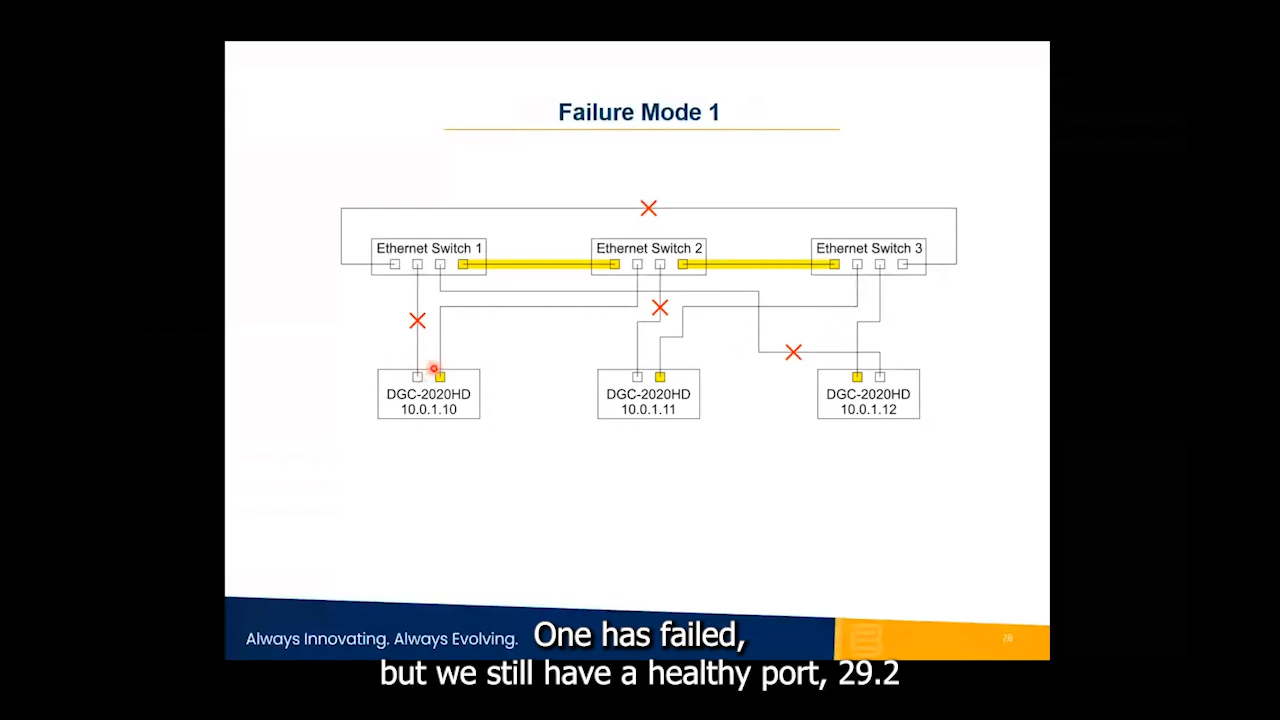 Failure Mode 1
Ethernet Switch 1
Ethernet Switch 2
Ethernet Switch 3
DGC-2020HD
10.0.1.10
DGC-2020HD
10.0.1.11
DGC-2020HD
10.0.1.12
Always Innovating. Always Evolving.
One has failed,
but we still have a healthy port, 29.2